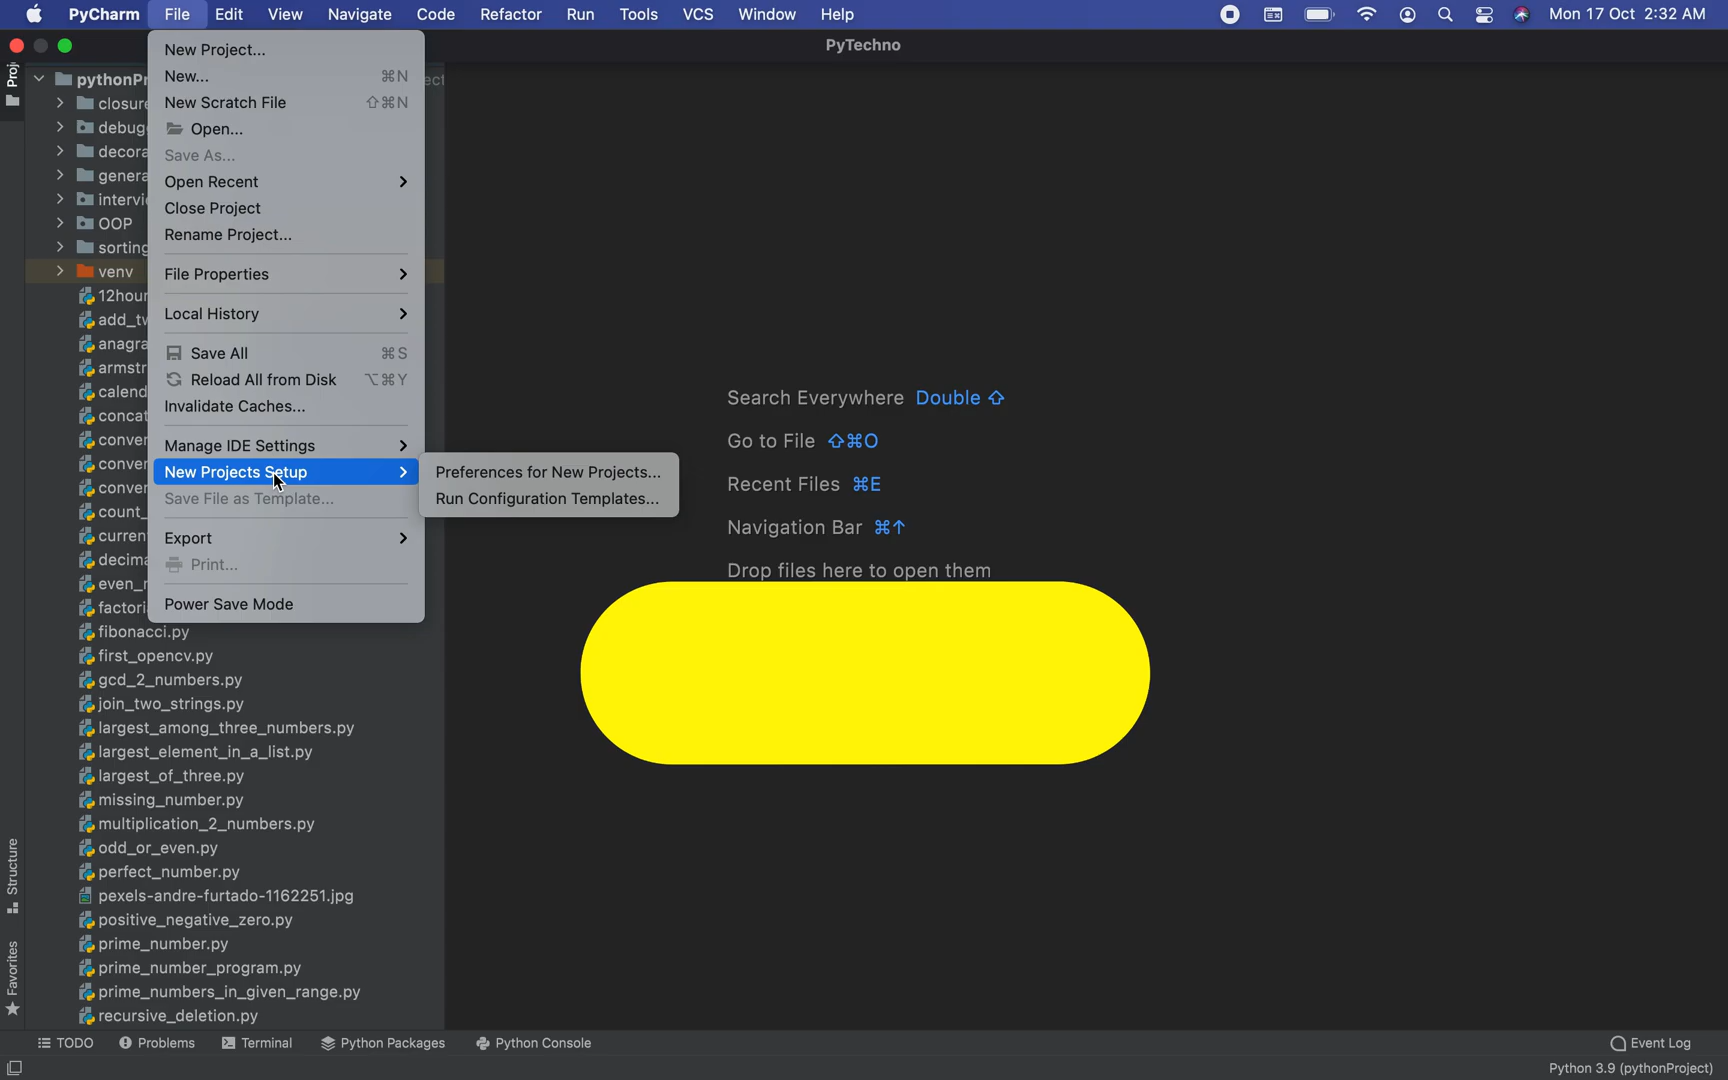 PyCharm File Edit View Navigate Code Refactor Run Tools VCS Window Help Mon 17 Oct 2:32 AM
PyTechno
New Project...
New... ⌘N
New Scratch File ⇧⌘N
Open...
Save As...
Open Recent
Close Project
Rename Project...
File Properties
Local History
Save All ⌘S
Reload All from Disk ⌥⌘Y
Invalidate Caches...
Manage IDE Settings
New Projects Setup
Save File as Template...
Export
Print...
Power Save Mode
Preferences for New Projects...
Run Configuration Templates...
Proj
pythonPr
closure
debug
decora
genera
intervi
OOP
sorting
venv
12hour
add_tw
anagra
armstr
calend
concat
conver
conver
conver
count_
curren
decima
even_
factori
fibonacci.py
first_opencv.py
gcd_2_numbers.py
join_two_strings.py
largest_among_three_numbers.py
largest_element_in_a_list.py
largest_of_three.py
missing_number.py
multiplication_2_numbers.py
odd_or_even.py
perfect_number.py
pexels-andre-furtado-1162251.jpg
positive_negative_zero.py
prime_number.py
prime_number_program.py
prime_numbers_in_given_range.py
recursive_deletion.py
Structure
Favorites
Search Everywhere Double ⇧
Go to File ⇧⌘O
Recent Files ⌘E
Navigation Bar ⌘↑
Drop files here to open them
TODO Problems Terminal Python Packages Python Console Event Log
Python 3.9 (pythonProject)